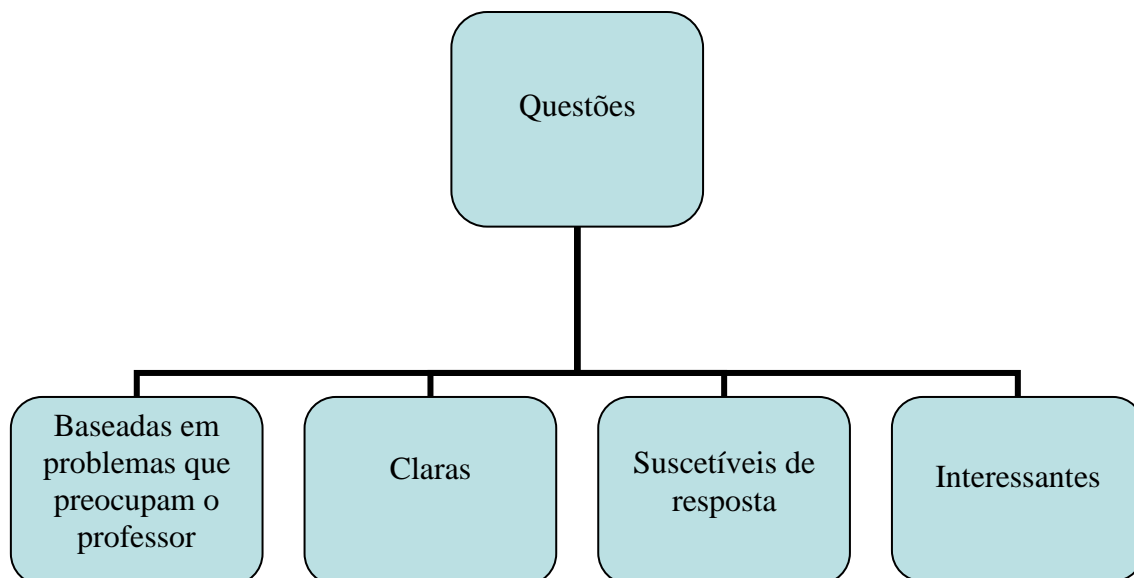 Questões
Baseadas em
problemas que
preocupam o
professor
Claras
Suscetíveis de
resposta
Interessantes